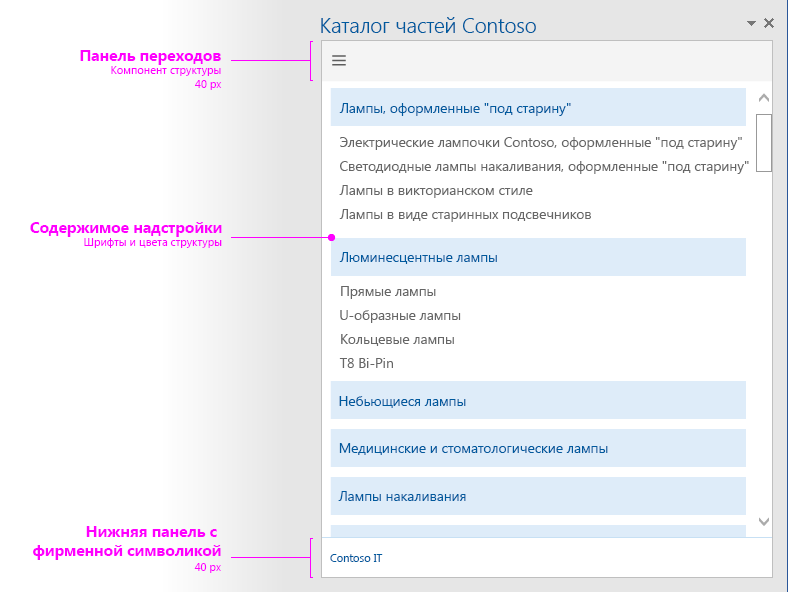 Каталог частей Contoso
Панель переходов
Компонент структуры
40 px
Лампы, оформленные "под старину"
Электрические лампочки Contoso, оформленные "под старину"
Светодиодные лампы накаливания, оформленные "под старину"
Лампы в викторианском стиле
Лампы в виде старинных подсвечников
Содержимое надстройки
Шрифты и цвета структуры
Люминесцентные лампы
Прямые лампы
U-образные лампы
Кольцевые лампы
T8 Bi-Pin
Небьющиеся лампы
Медицинские и стоматологические лампы
Лампы накаливания
Нижняя панель с
фирменной символикой
40 px
Contoso IT